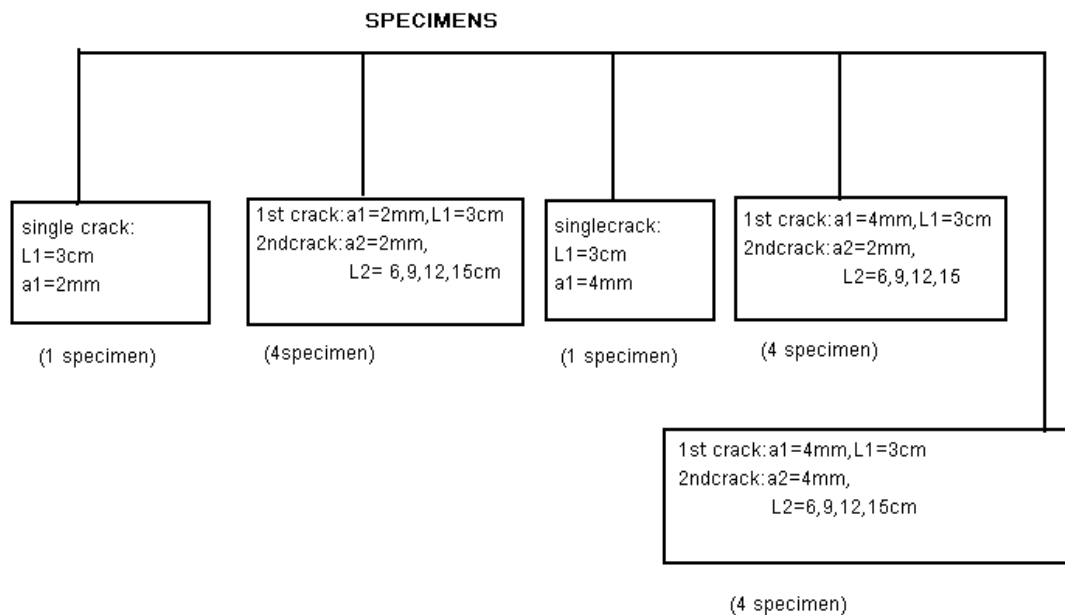 SPECIMENS
single crack:
L1=3cm
a1=2mm
(1 specimen)
1st crack:a1=2mm,L1=3cm
2ndcrack:a2=2mm,
L2= 6,9,12,15cm
(4specimen)
singlecrack:
L1=3cm
a1=4mm
(1 specimen)
1st crack:a1=4mm,L1=3cm
2ndcrack:a2=2mm,
L2=6,9,12,15
(4 specimen)
1st crack:a1=4mm,L1=3cm
2ndcrack:a2=4mm,
L2=6,9,12,15cm
(4 specimen)